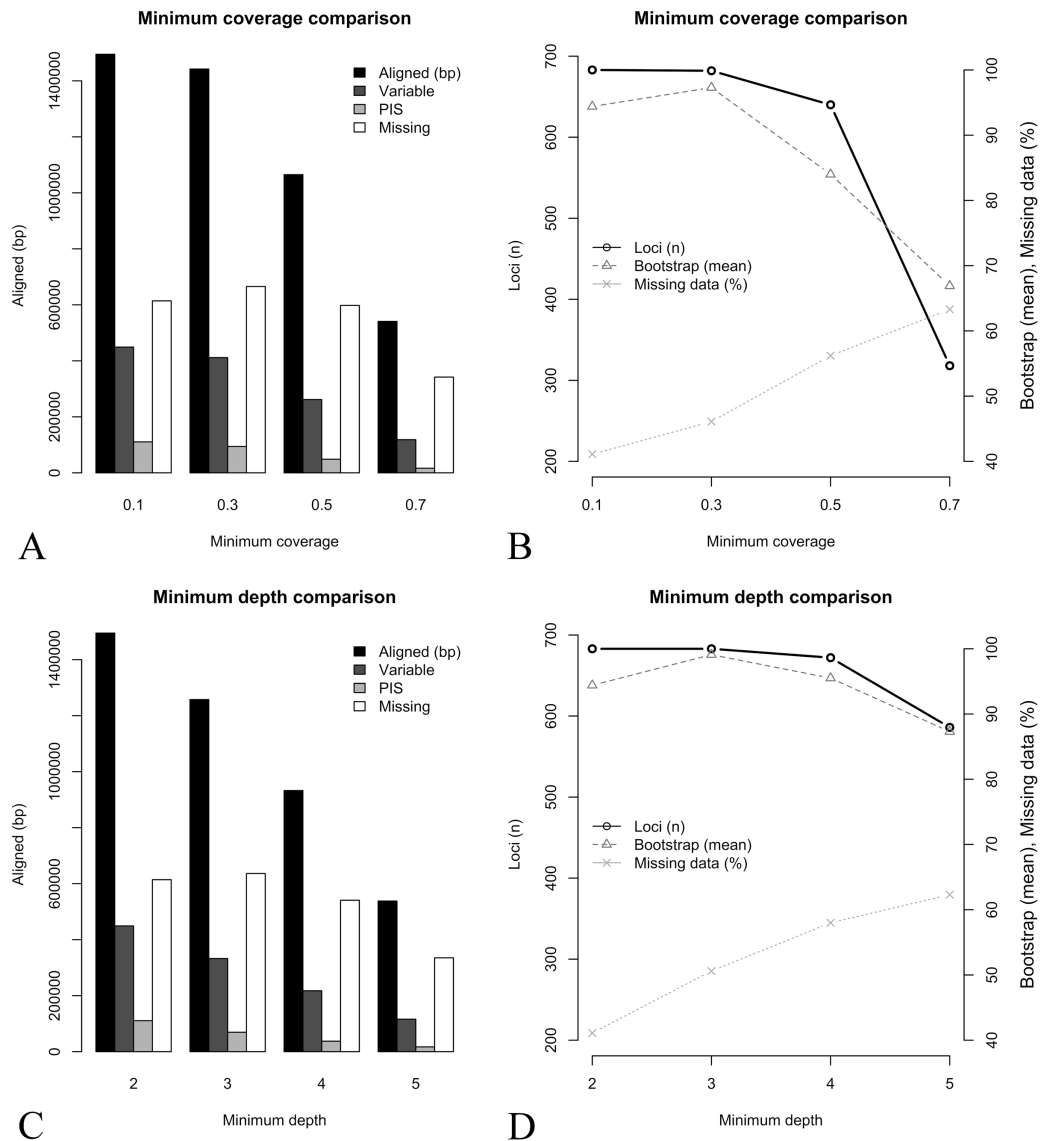 Minimum coverage comparison
Aligned (bp)
0
200000
600000
1000000
1400000
Aligned (bp)
Variable
PIS
Missing
0.1 0.3 0.5 0.7
Minimum coverage
A
Minimum coverage comparison
Loci (n)
200
300
400
500
600
700
Loci (n)
Bootstrap (mean)
Missing data (%)
40
50
60
70
80
90
100
Bootstrap (mean), Missing data (%)
0.1 0.3 0.5 0.7
Minimum coverage
B
Minimum depth comparison
Aligned (bp)
0
200000
600000
1000000
1400000
Aligned (bp)
Variable
PIS
Missing
2 3 4 5
Minimum depth
C
Minimum depth comparison
Loci (n)
200
300
400
500
600
700
Loci (n)
Bootstrap (mean)
Missing data (%)
40
50
60
70
80
90
100
Bootstrap (mean), Missing data (%)
2 3 4 5
Minimum depth
D